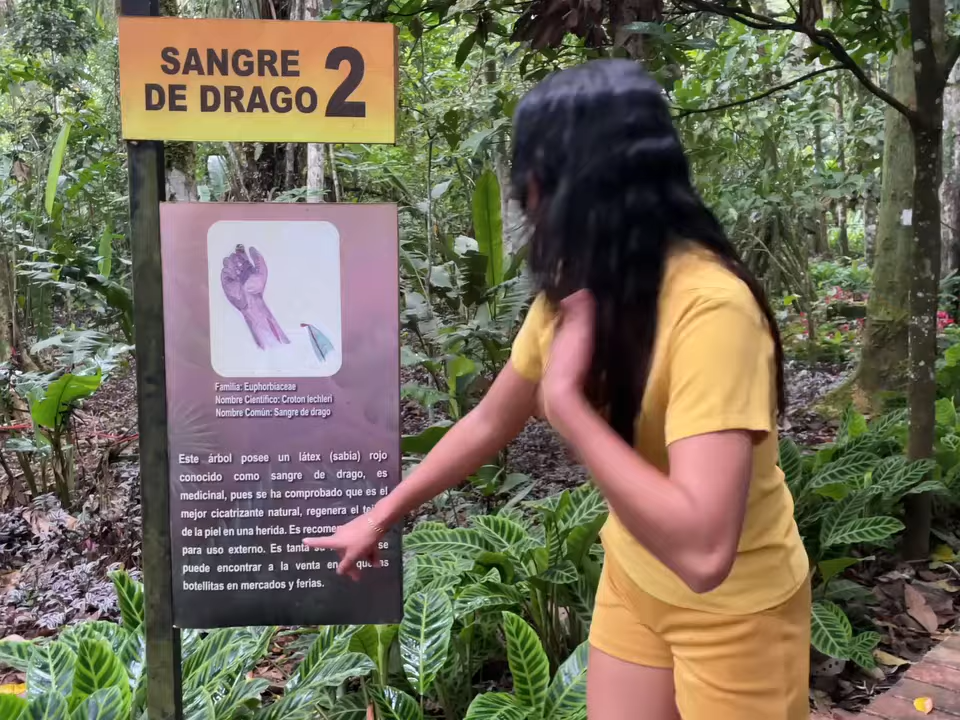 SANGRE
DE DRAGO 2
Familia: Euphorbiaceae
Nombre Científico: Croton lechleri
Nombre Común: Sangre de drago
Este árbol posee un látex (sabia) rojo
conocido como sangre de drago, es
medicinal, pues se ha comprobado que es el
mejor cicatrizante natural, regenera el
de la piel en una herida. Es
para uso externo. Es tanta se
puede encontrar a la venta en
botellitas en mercados y ferias.